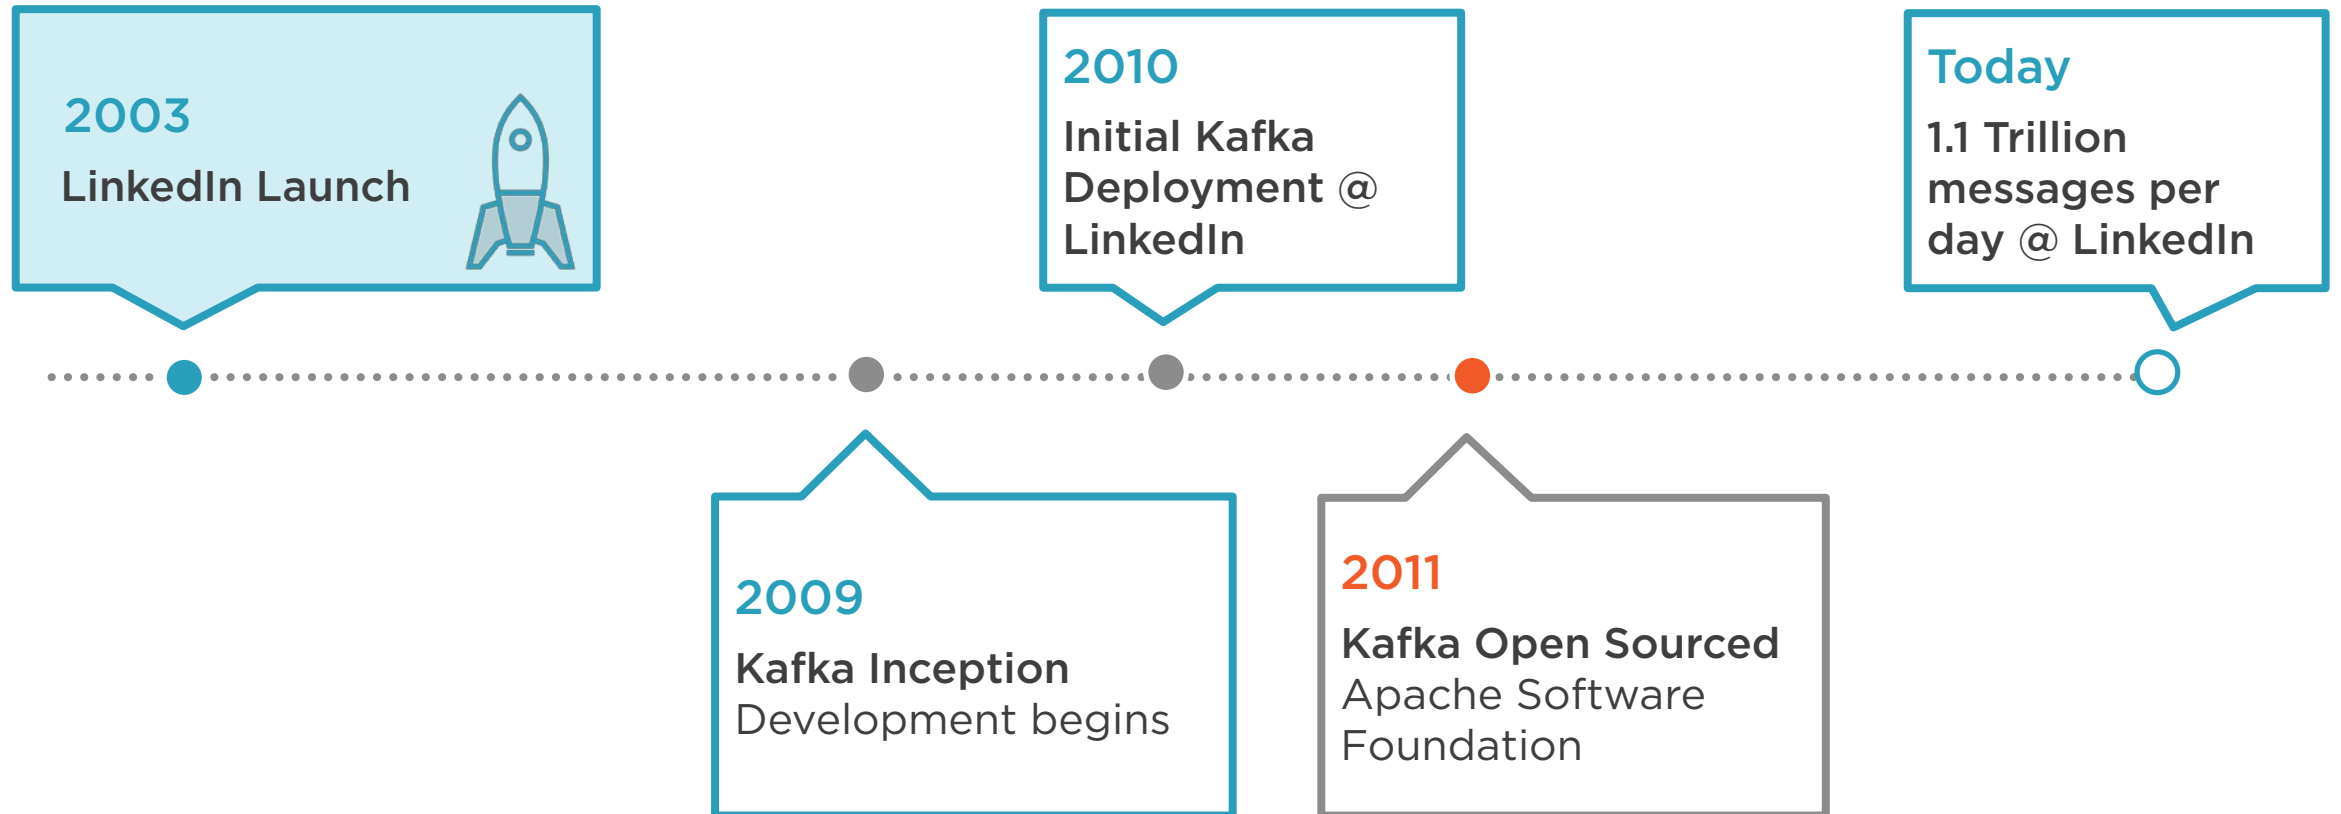 2003
LinkedIn Launch
2009
Kafka Inception
Development begins
2010
Initial Kafka
Deployment @
LinkedIn
2011
Kafka Open Sourced
Apache Software
Foundation
Today
1.1 Trillion
messages per
day @ LinkedIn